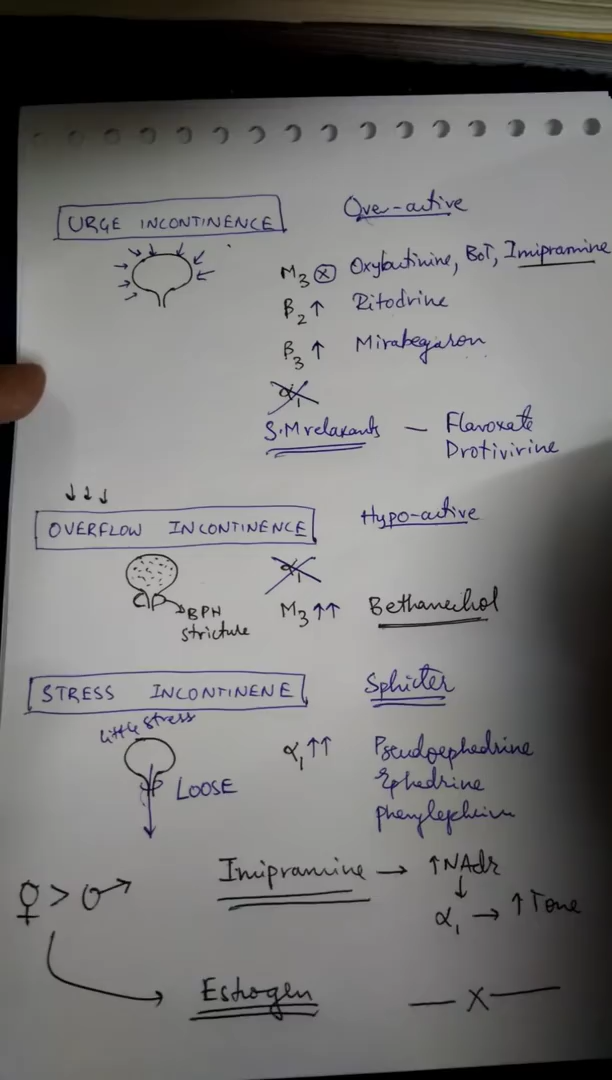 URGE INCONTINENCE Over-active
M3 ⊗ Oxybutinine, BoT, Imipramine
β2 ↑ Ritodrine
β3 ↑ Mirabegaron
α1
S.M relaxants — Flavoxate
Drotivirine
↓ ↓ ↓
OVERFLOW INCONTINENCE Hypo-active
α1
BPH
stricture
M3 ↑↑ Bethanechol
STRESS INCONTINENE Sphicter
little stress
LOOSE
α1 ↑↑ Pseudoephedrine
Ephedrine
♀ > ♂ Imipramine → ↑ NAdr
↓
α1 → ↑ Tone
Estrogen — X —